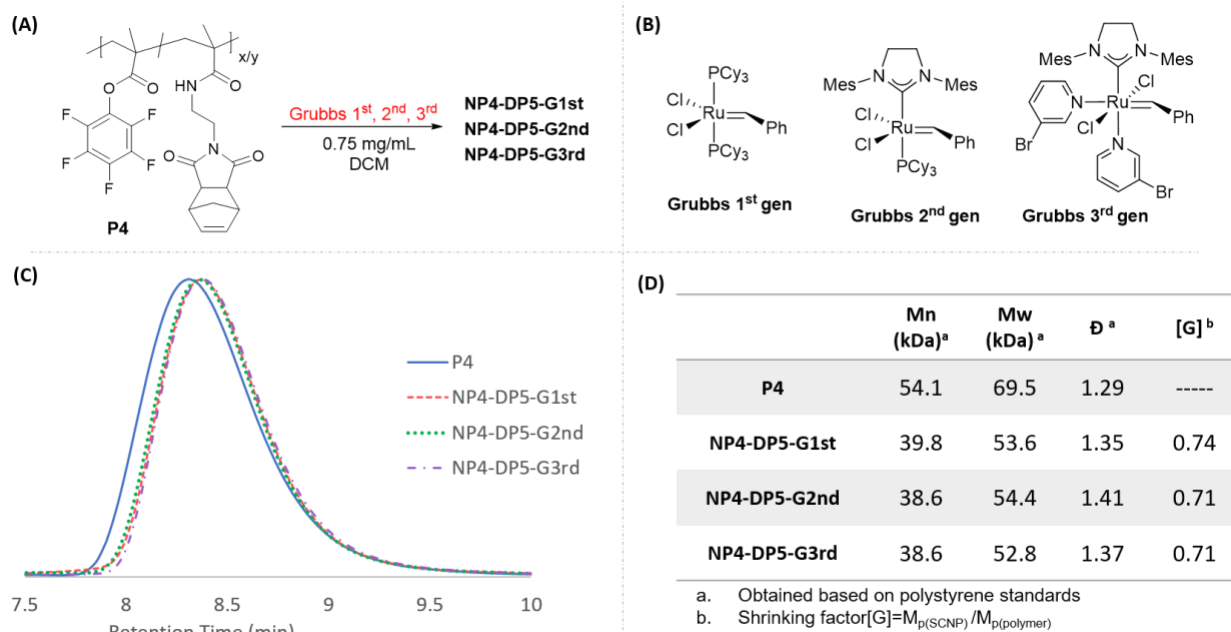 (A)
x/y
O
O
HN
O
F
F
F
F
F
O
N
O
P4
Grubbs 1st, 2nd, 3rd
0.75 mg/mL
DCM
NP4-DP5-G1st
NP4-DP5-G2nd
NP4-DP5-G3rd
(B)
PCy3
Cl
Ru
Cl
Ph
PCy3
Grubbs 1st gen
N
N
Mes
Mes
Cl
Ru
Cl
Ph
PCy3
Grubbs 2nd gen
Mes
N
N
Mes
Cl
N
Ru
Cl
Ph
Br
N
Br
Grubbs 3rd gen
(C)
P4
NP4-DP5-G1st
NP4-DP5-G2nd
NP4-DP5-G3rd
7.5 8 8.5 9 9.5 10
Retention Time (min)
(D)
Mn (kDa)a Mw (kDa) a Đ a [G] b
P4 54.1 69.5 1.29 -----
NP4-DP5-G1st 39.8 53.6 1.35 0.74
NP4-DP5-G2nd 38.6 54.4 1.41 0.71
NP4-DP5-G3rd 38.6 52.8 1.37 0.71
a. Obtained based on polystyrene standards
b. Shrinking factor[G]=Mp(SCNP) /Mp(polymer)